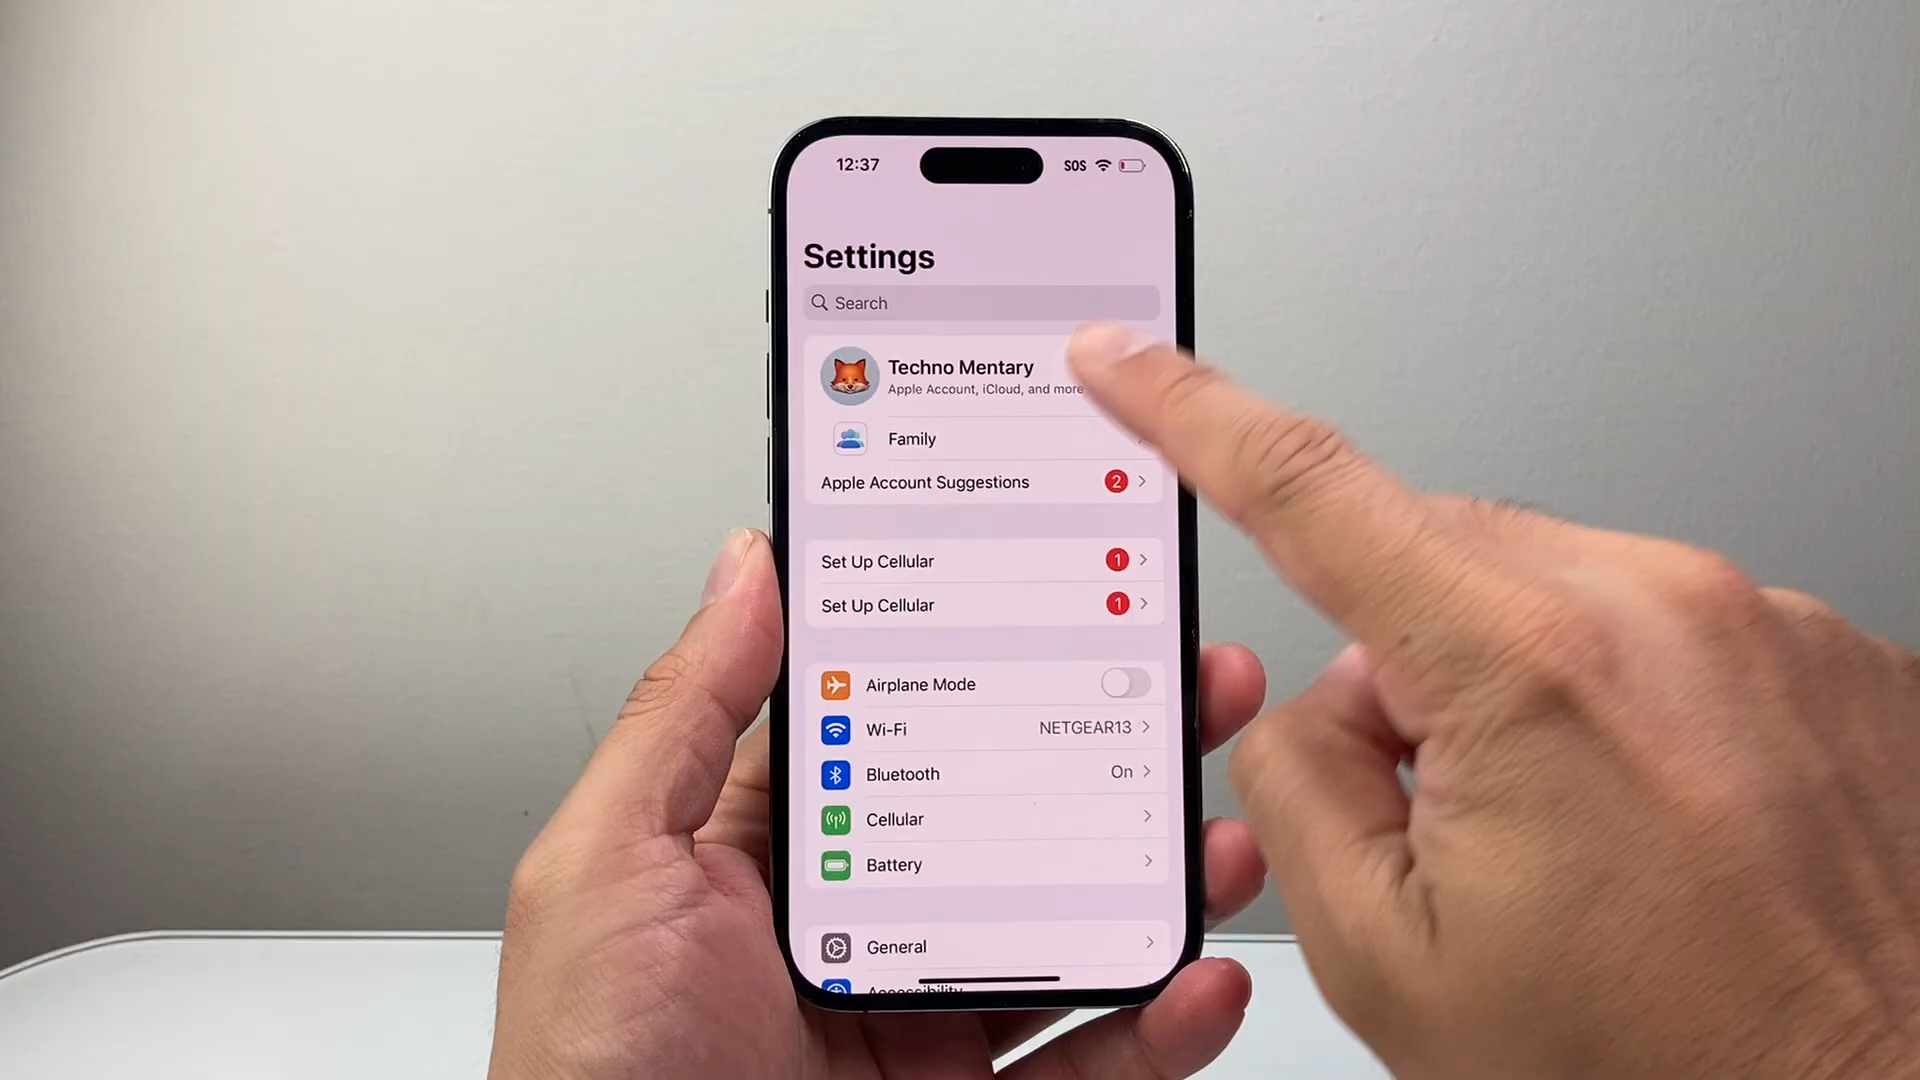 12:37 SOS
Settings
Search
Techno Mentary
Apple Account, iCloud, and more
Family
Apple Account Suggestions 2
Set Up Cellular 1
Set Up Cellular 1
Airplane Mode
Wi-Fi NETGEAR13
Bluetooth On
Cellular
Battery
General
Accessibility